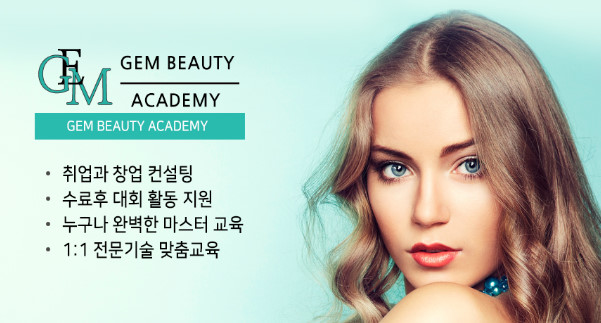 GEM
GEM BEAUTY
ACADEMY
GEM BEAUTY ACADEMY
• 취업과 창업 컨설팅
• 수료후 대회 활동 지원
• 누구나 완벽한 마스터 교육
• 1:1 전문기술 맞춤교육